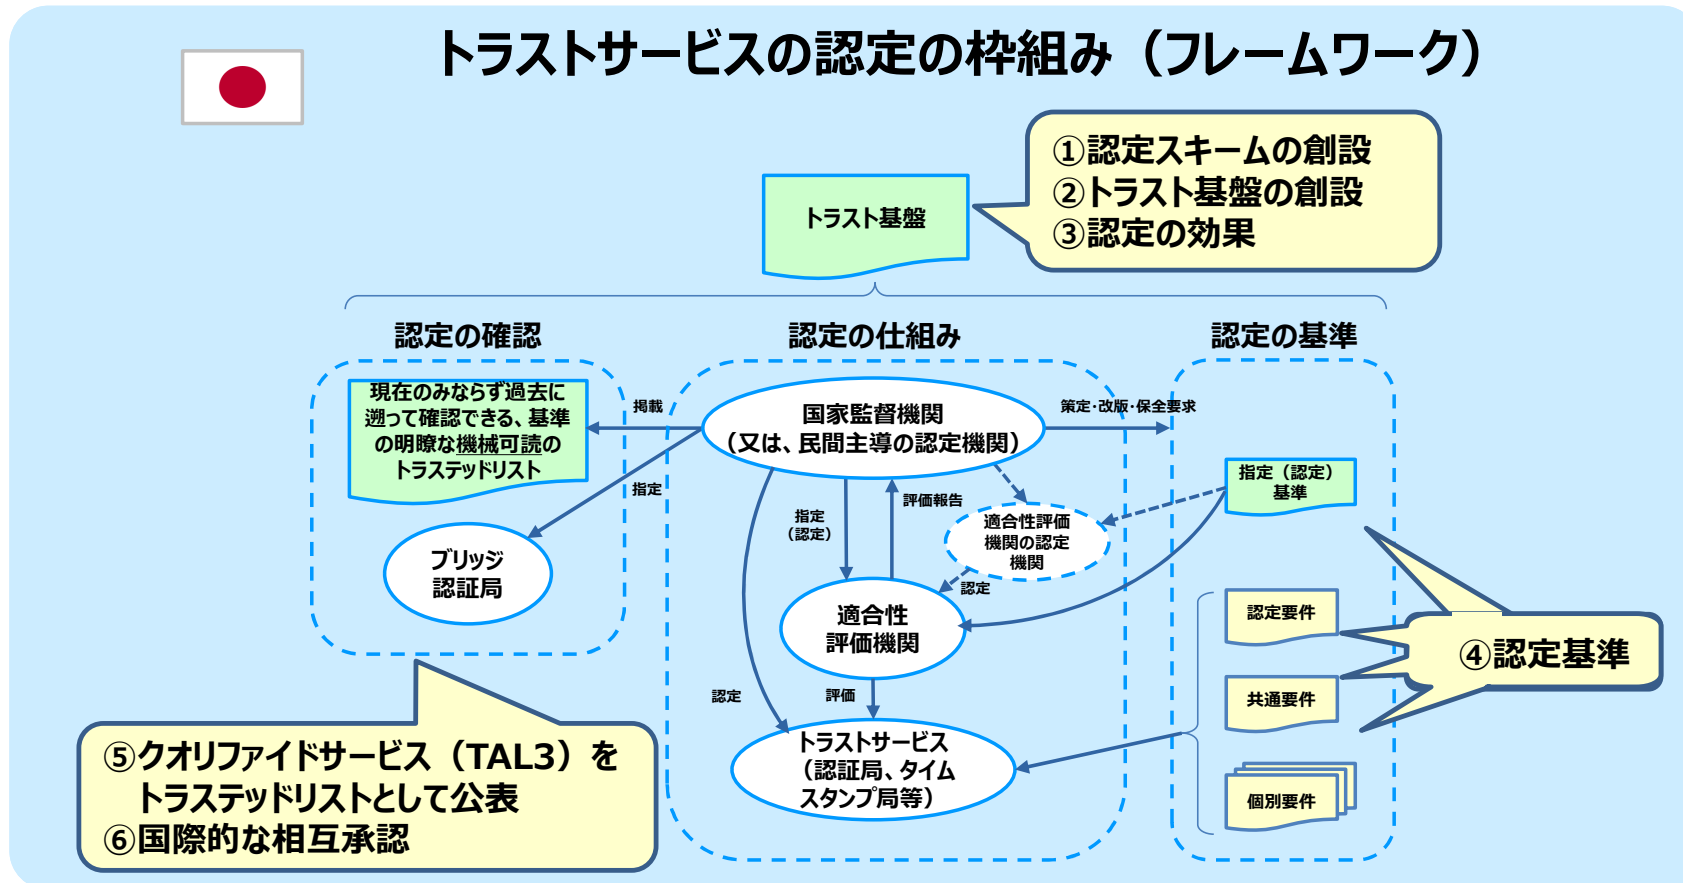 トラストサービスの認定の枠組み（フレームワーク）
①認定スキームの創設
②トラスト基盤の創設
③認定の効果
トラスト基盤
認定の確認
認定の仕組み
認定の基準
現在のみならず過去に
遡って確認できる、基準
の明瞭な機械可読の
トラステッドリスト
掲載
国家監督機関
（又は、民間主導の認定機関）
策定・改版・保全要求
指定
ブリッジ
認証局
指定
（認定）
評価報告
適合性評価
機関の認定
機関
認定
指定（認定）
基準
適合性
評価機関
認定要件
共通要件
個別要件
④認定基準
認定
評価
トラストサービス
（認証局、タイム
スタンプ局等）
⑤クオリファイドサービス（TAL3）を
トラステッドリストとして公表
⑥国際的な相互承認